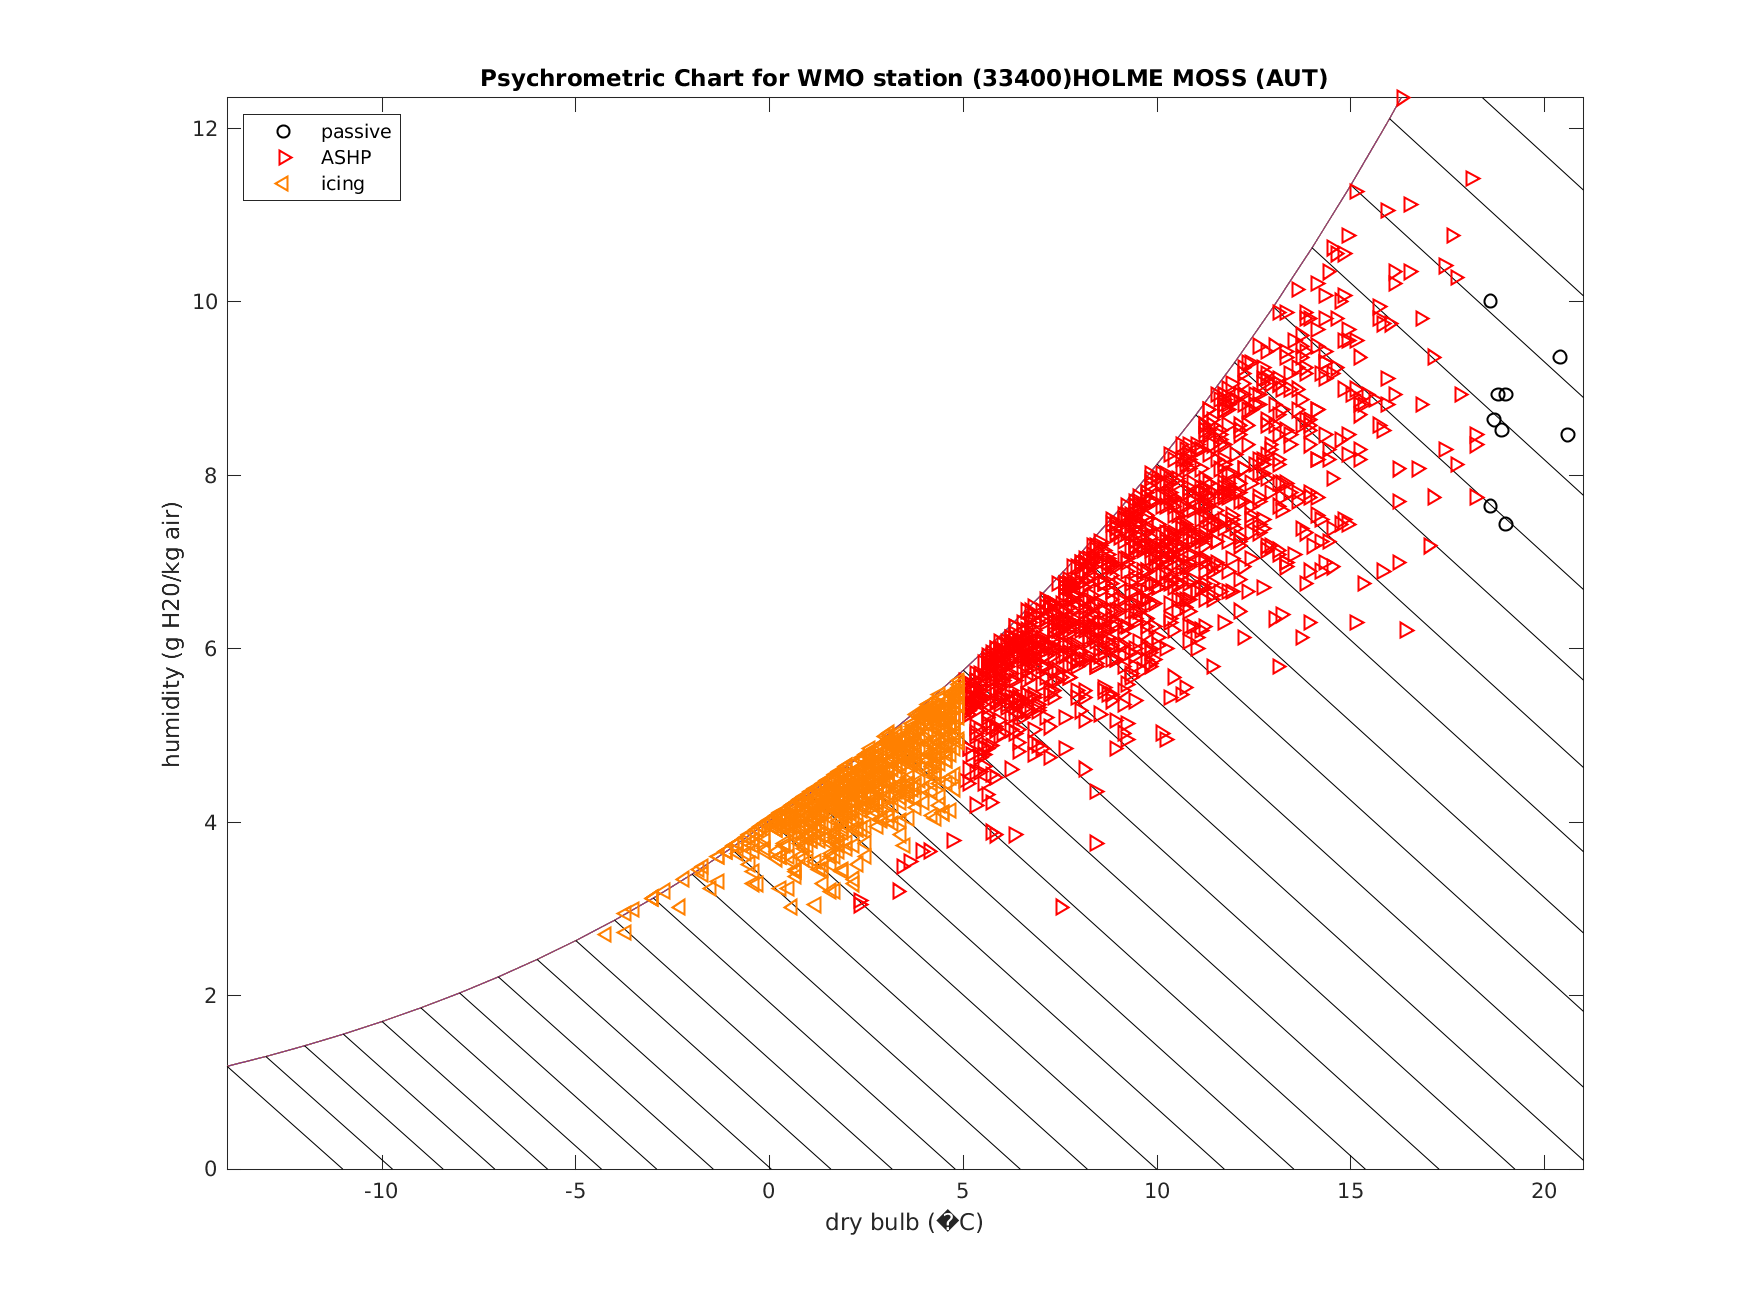 Psychrometric Chart for WMO station (33400)HOLME MOSS (AUT)
passive
ASHP
icing
12
10
8
6
4
2
0
humidity (g H20/kg air)
-10 -5 0 5 10 15 20
dry bulb (�C)